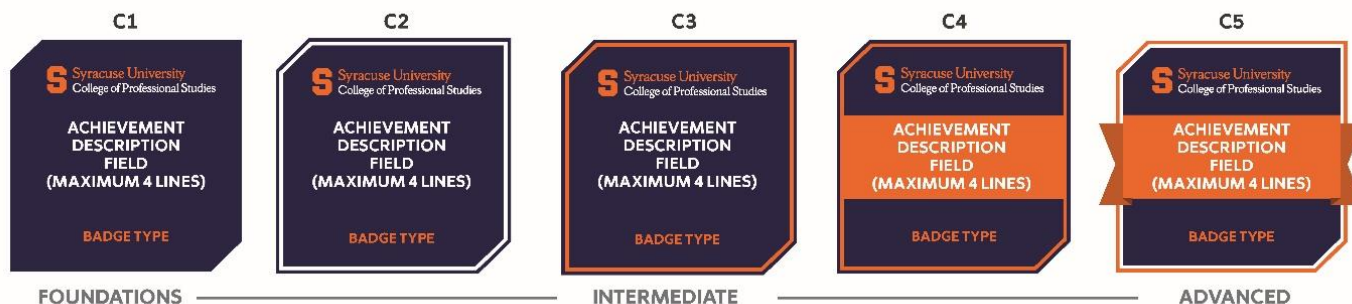 C1
Syracuse University
College of Professional Studies
ACHIEVEMENT
DESCRIPTION
FIELD
(MAXIMUM 4 LINES)
BADGE TYPE
C2
Syracuse University
College of Professional Studies
ACHIEVEMENT
DESCRIPTION
FIELD
(MAXIMUM 4 LINES)
BADGE TYPE
C3
Syracuse University
College of Professional Studies
ACHIEVEMENT
DESCRIPTION
FIELD
(MAXIMUM 4 LINES)
BADGE TYPE
C4
Syracuse University
College of Professional Studies
ACHIEVEMENT
DESCRIPTION
FIELD
(MAXIMUM 4 LINES)
BADGE TYPE
C5
Syracuse University
College of Professional Studies
ACHIEVEMENT
DESCRIPTION
FIELD
(MAXIMUM 4 LINES)
BADGE TYPE
FOUNDATIONS INTERMEDIATE ADVANCED